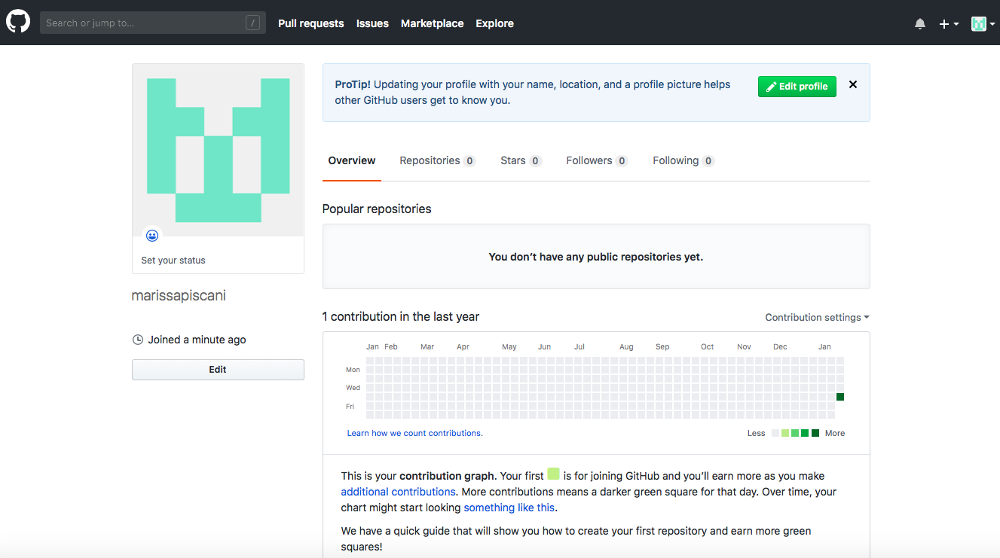 Search or jump to...
/
Pull requests
Issues
Marketplace
Explore
ProTip! Updating your profile with your name, location, and a profile picture helps
other GitHub users get to know you.
Edit profile
Set your status
marissapiscani
Joined a minute ago
Edit
Overview
Repositories 0
Stars 0
Followers 0
Following 0
Popular repositories
You don’t have any public repositories yet.
1 contribution in the last year
Contribution settings
Jan Feb Mar Apr May Jun Jul Aug Sep Oct Nov Dec Jan
Mon
Wed
Fri
Learn how we count contributions.
Less More
This is your contribution graph. Your first is for joining GitHub and you’ll earn more as you make
additional contributions. More contributions means a darker green square for that day. Over time, your
chart might start looking something like this.
We have a quick guide that will show you how to create your first repository and earn more green
squares!